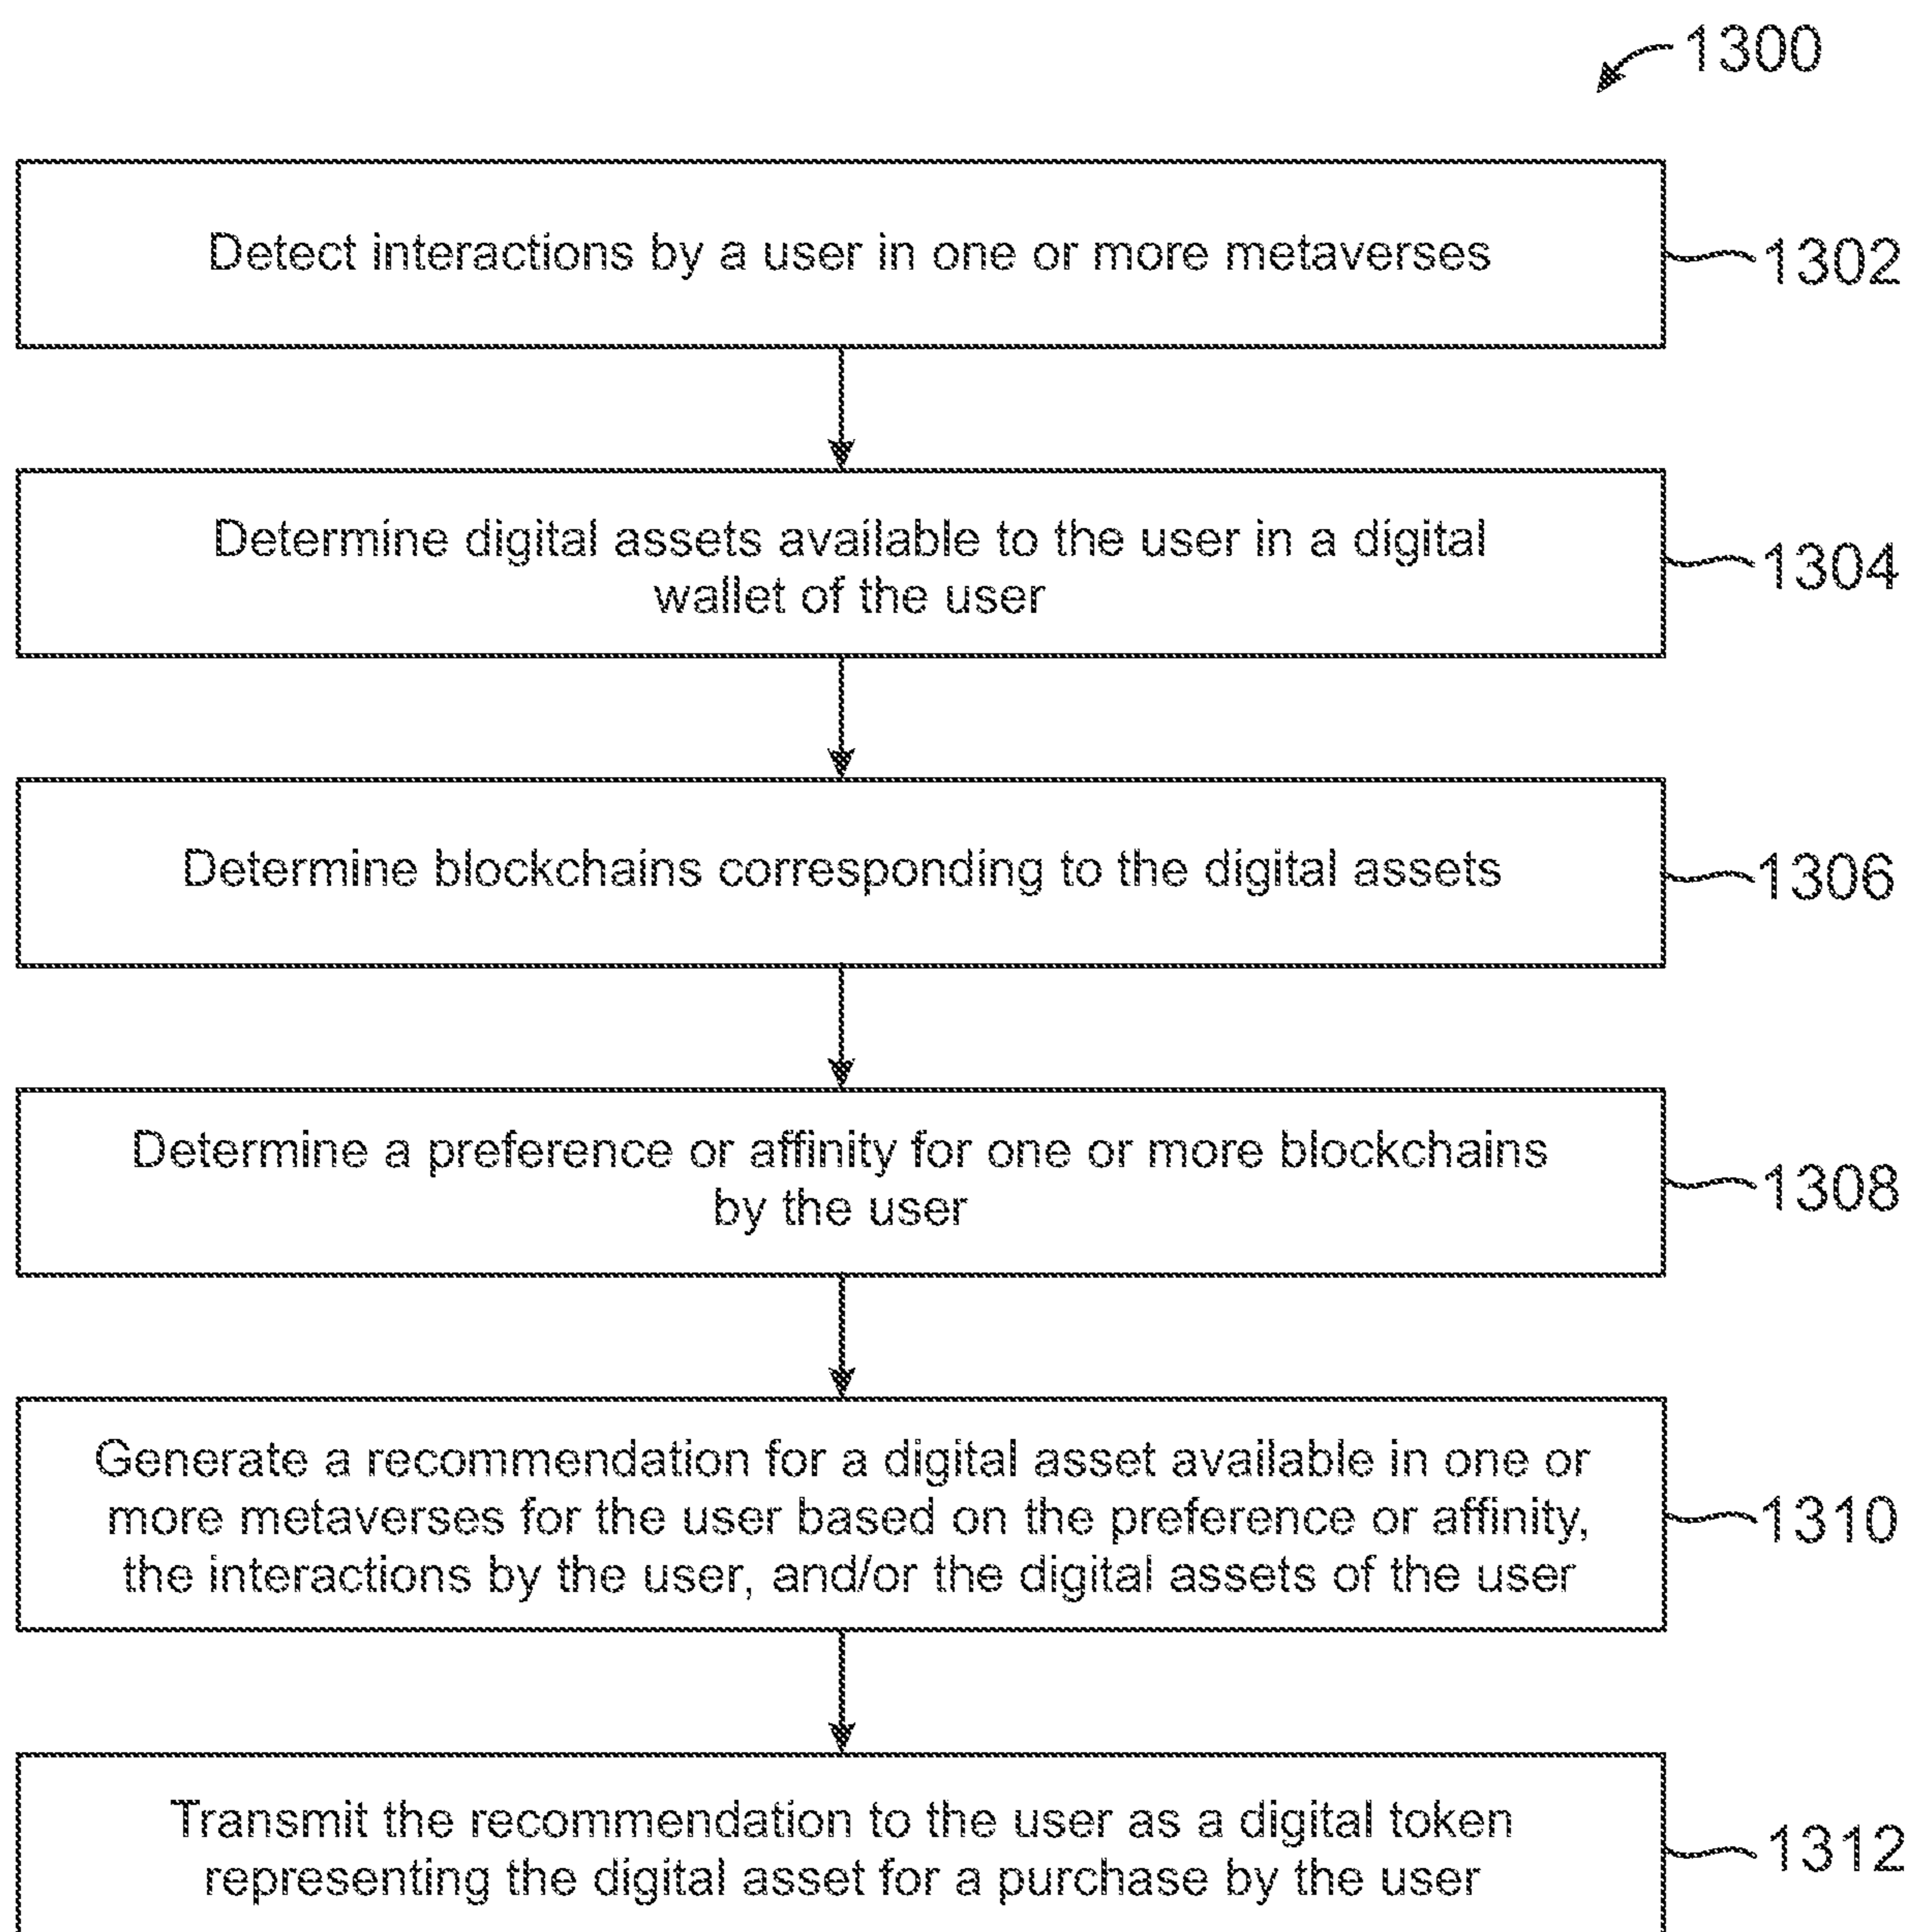 1300
Detect interactions by a user in one or more metaverses
1302
Determine digital assets available to the user in a digital
wallet of the user
1304
Determine blockchains corresponding to the digital assets
1306
Determine a preference or affinity for one or more blockchains
by the user
1308
Generate a recommendation for a digital asset available in one or
more metaverses for the user based on the preference or affinity,
the interactions by the user, and/or the digital assets of the user
1310
Transmit the recommendation to the user as a digital token
representing the digital asset for a purchase by the user
1312